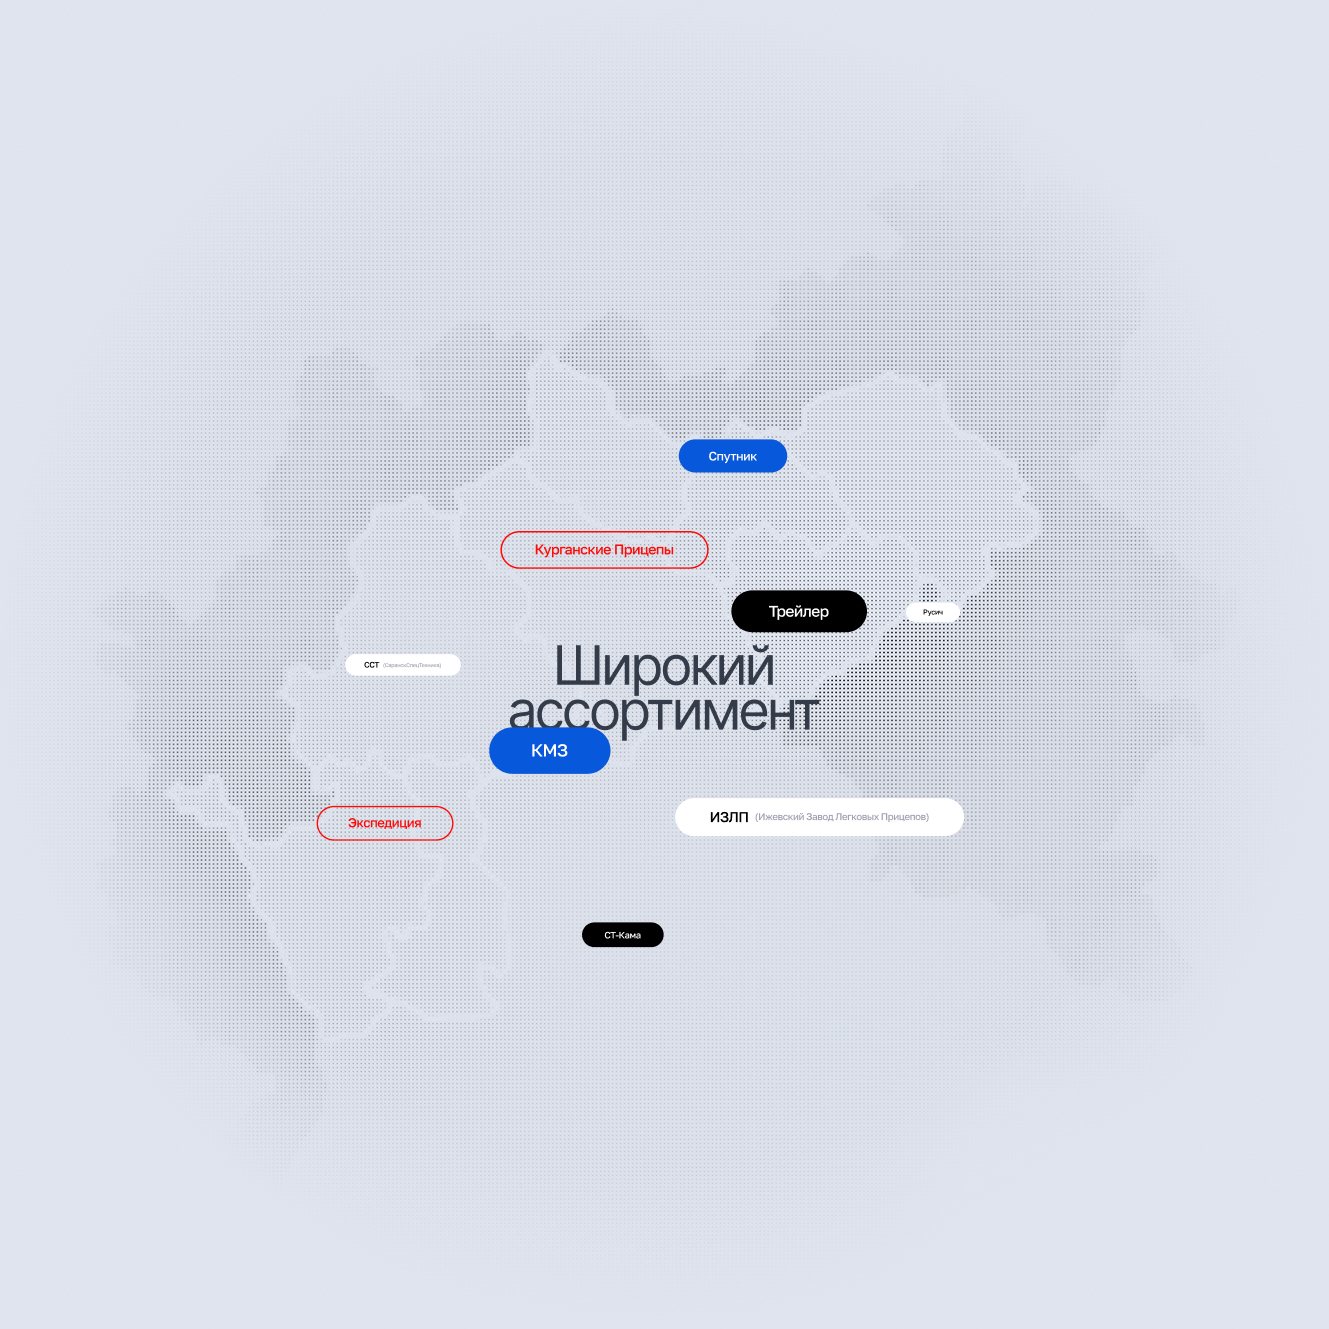 Спутник
Курганские Прицепы
Трейлер
Русич
ССТ (СаранскСпецТехника)
Широкий
ассортимент
КМЗ
ИЗЛП (Ижевский Завод Легковых Прицепов)
Экспедиция
СТ-Кама